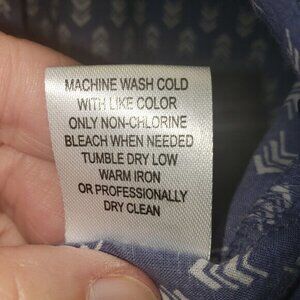 MACHINE WASH COLD
WITH LIKE COLOR
ONLY NON-CHLORINE
BLEACH WHEN NEEDED
TUMBLE DRY LOW
WARM IRON
OR PROFESSIONALLY
DRY CLEAN